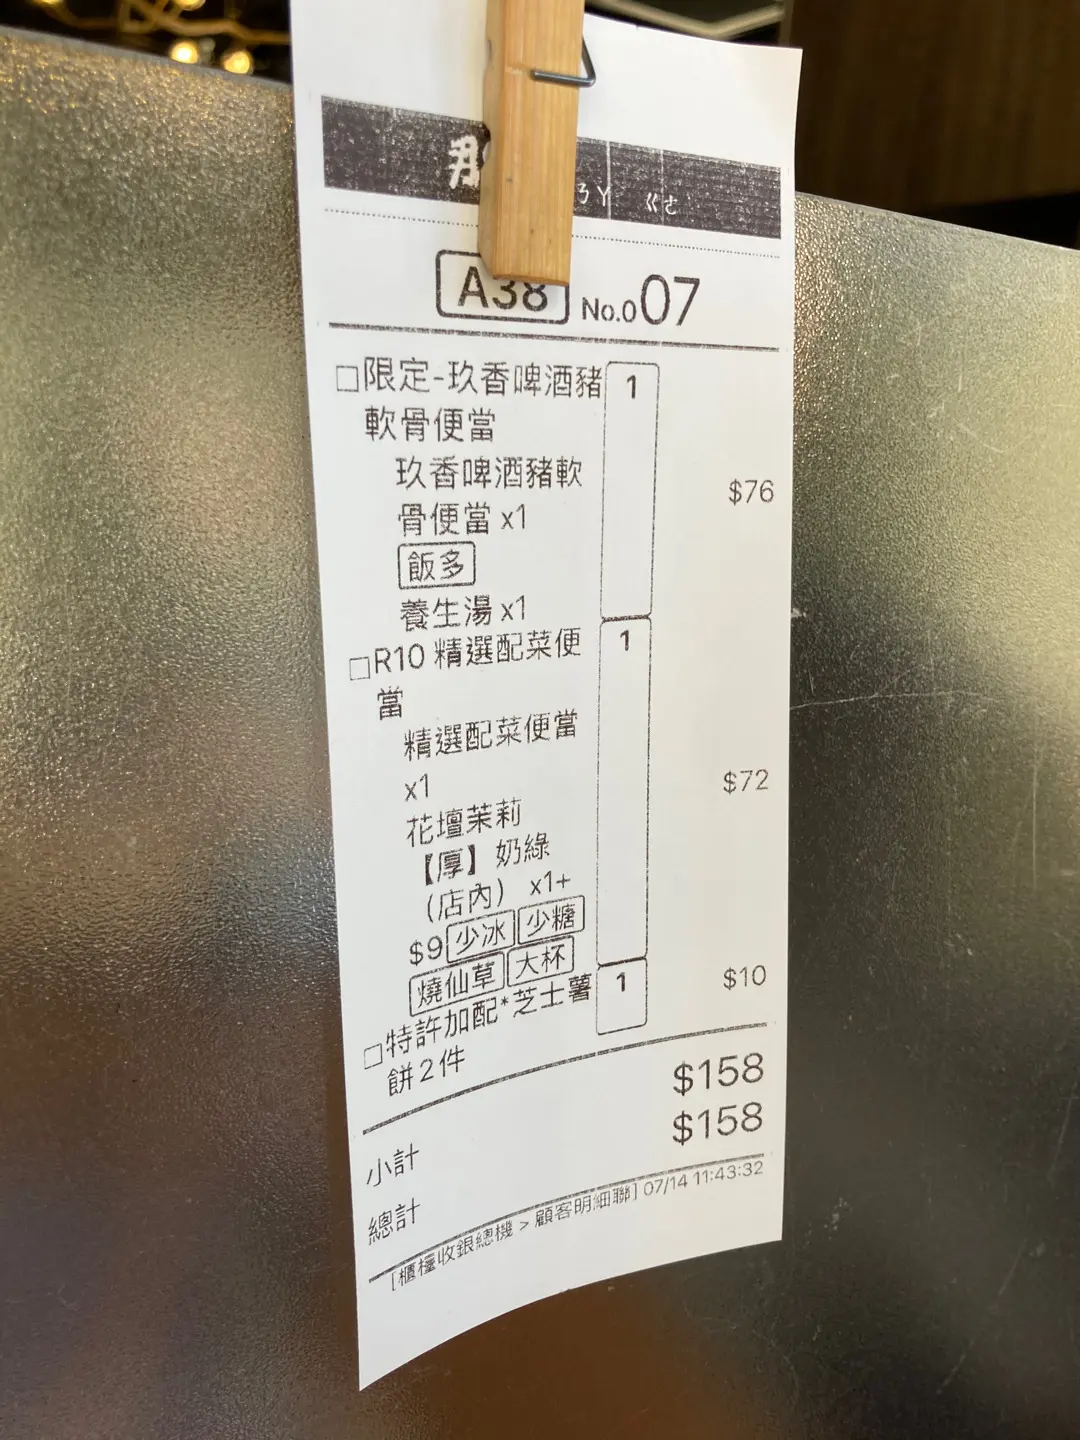 ㄋㄚˋ ㄍㄜ
A38 No.007
□限定-玖香啤酒豬 1
軟骨便當
玖香啤酒豬軟
骨便當 x1 $76
飯多
養生湯 x1
□R10 精選配菜便 1
當
精選配菜便當
x1 $72
花壇茉莉
【厚】奶綠
(店內) x1+
$9 少冰 少糖
燒仙草 大杯
□特許加配*芝士薯 1 $10
餅2件
小計 $158
總計 $158
[櫃檯收銀總機 > 顧客明細聯] 07/14 11:43:32